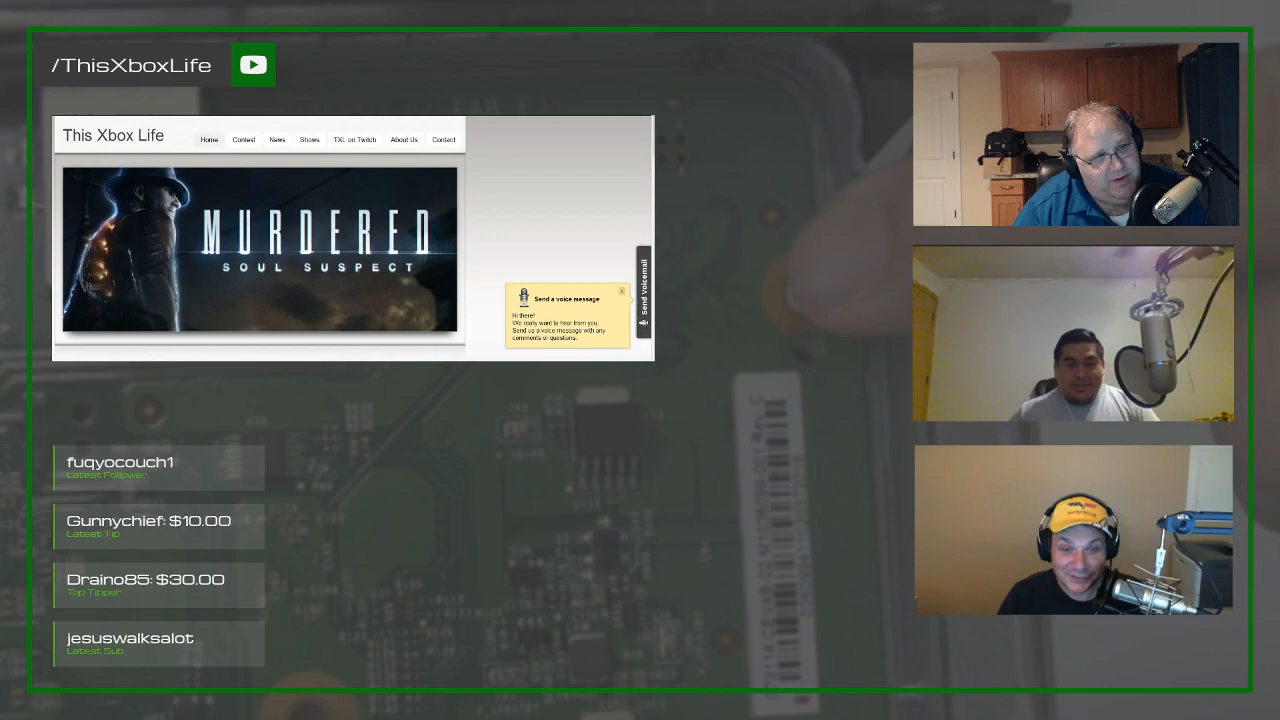 /ThisXboxLife
This Xbox Life
Home Contest News Shows TXL on Twitch About Us Contact
MURDERED
SOUL SUSPECT
Send a voice message
x
Hi there!
We really want to hear from you.
Send us a voice message with any
comments or questions.
Send Voicemail
fuqyocouch1
Latest Follower
Gunnychief: $10.00
Latest Tip
Draino85: $30.00
Top Tipper
jesuswalksalot
Latest Sub